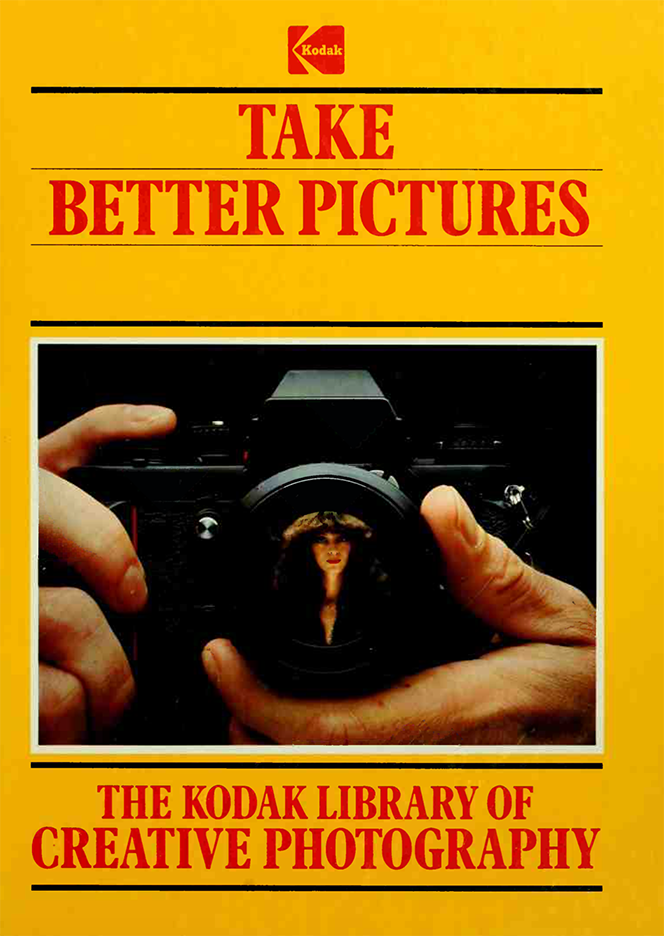 Kodak
TAKE
BETTER PICTURES
THE KODAK LIBRARY OF
CREATIVE PHOTOGRAPHY